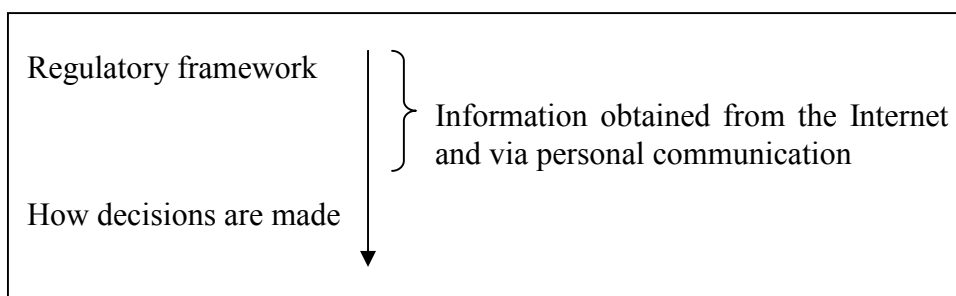 Regulatory framework
Information obtained from the Internet
and via personal communication
How decisions are made